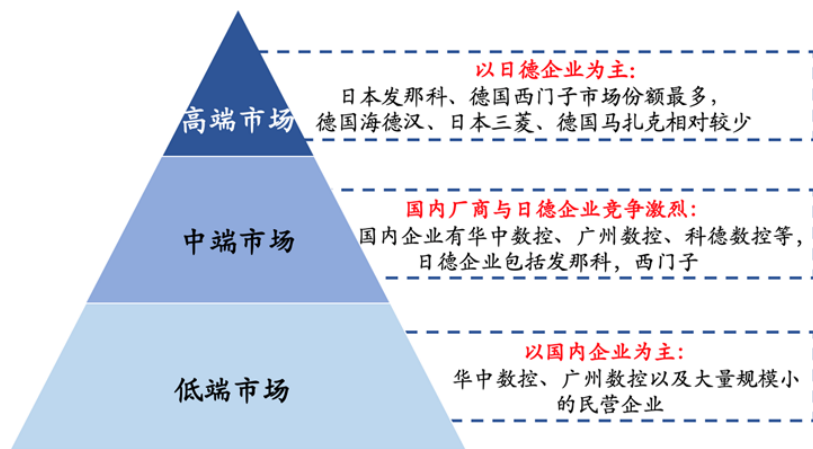 高端市场
以日德企业为主：
日本发那科、德国西门子市场份额最多，
德国海德汉、日本三菱、德国马扎克相对较少
中端市场
国内厂商与日德企业竞争激烈：
国内企业有华中数控、广州数控、科德数控等，
日德企业包括发那科，西门子
低端市场
以国内企业为主：
华中数控、广州数控以及大量规模小
的民营企业